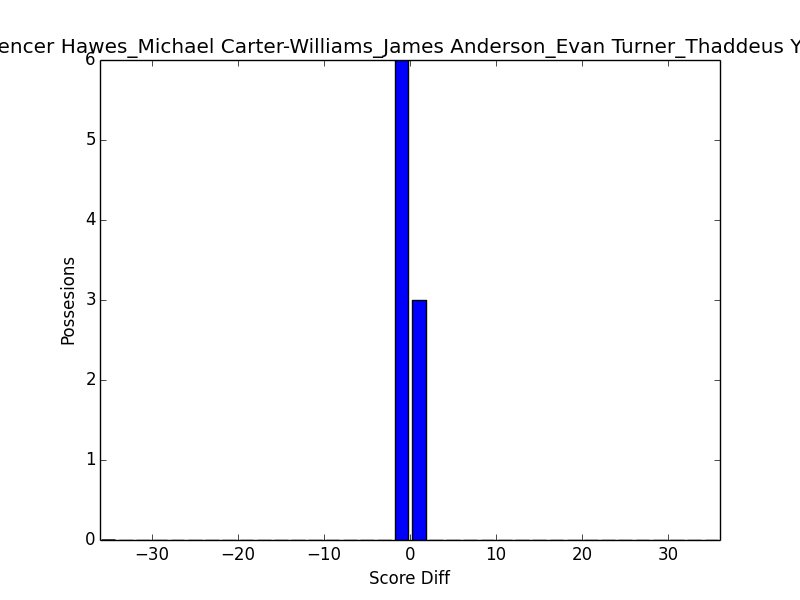 encer Hawes_Michael Carter-Williams_James Anderson_Evan Turner_Thaddeus Y
6
5
4
3
2
1
0
Possesions
−30 −20 −10 0 10 20 30
Score Diff